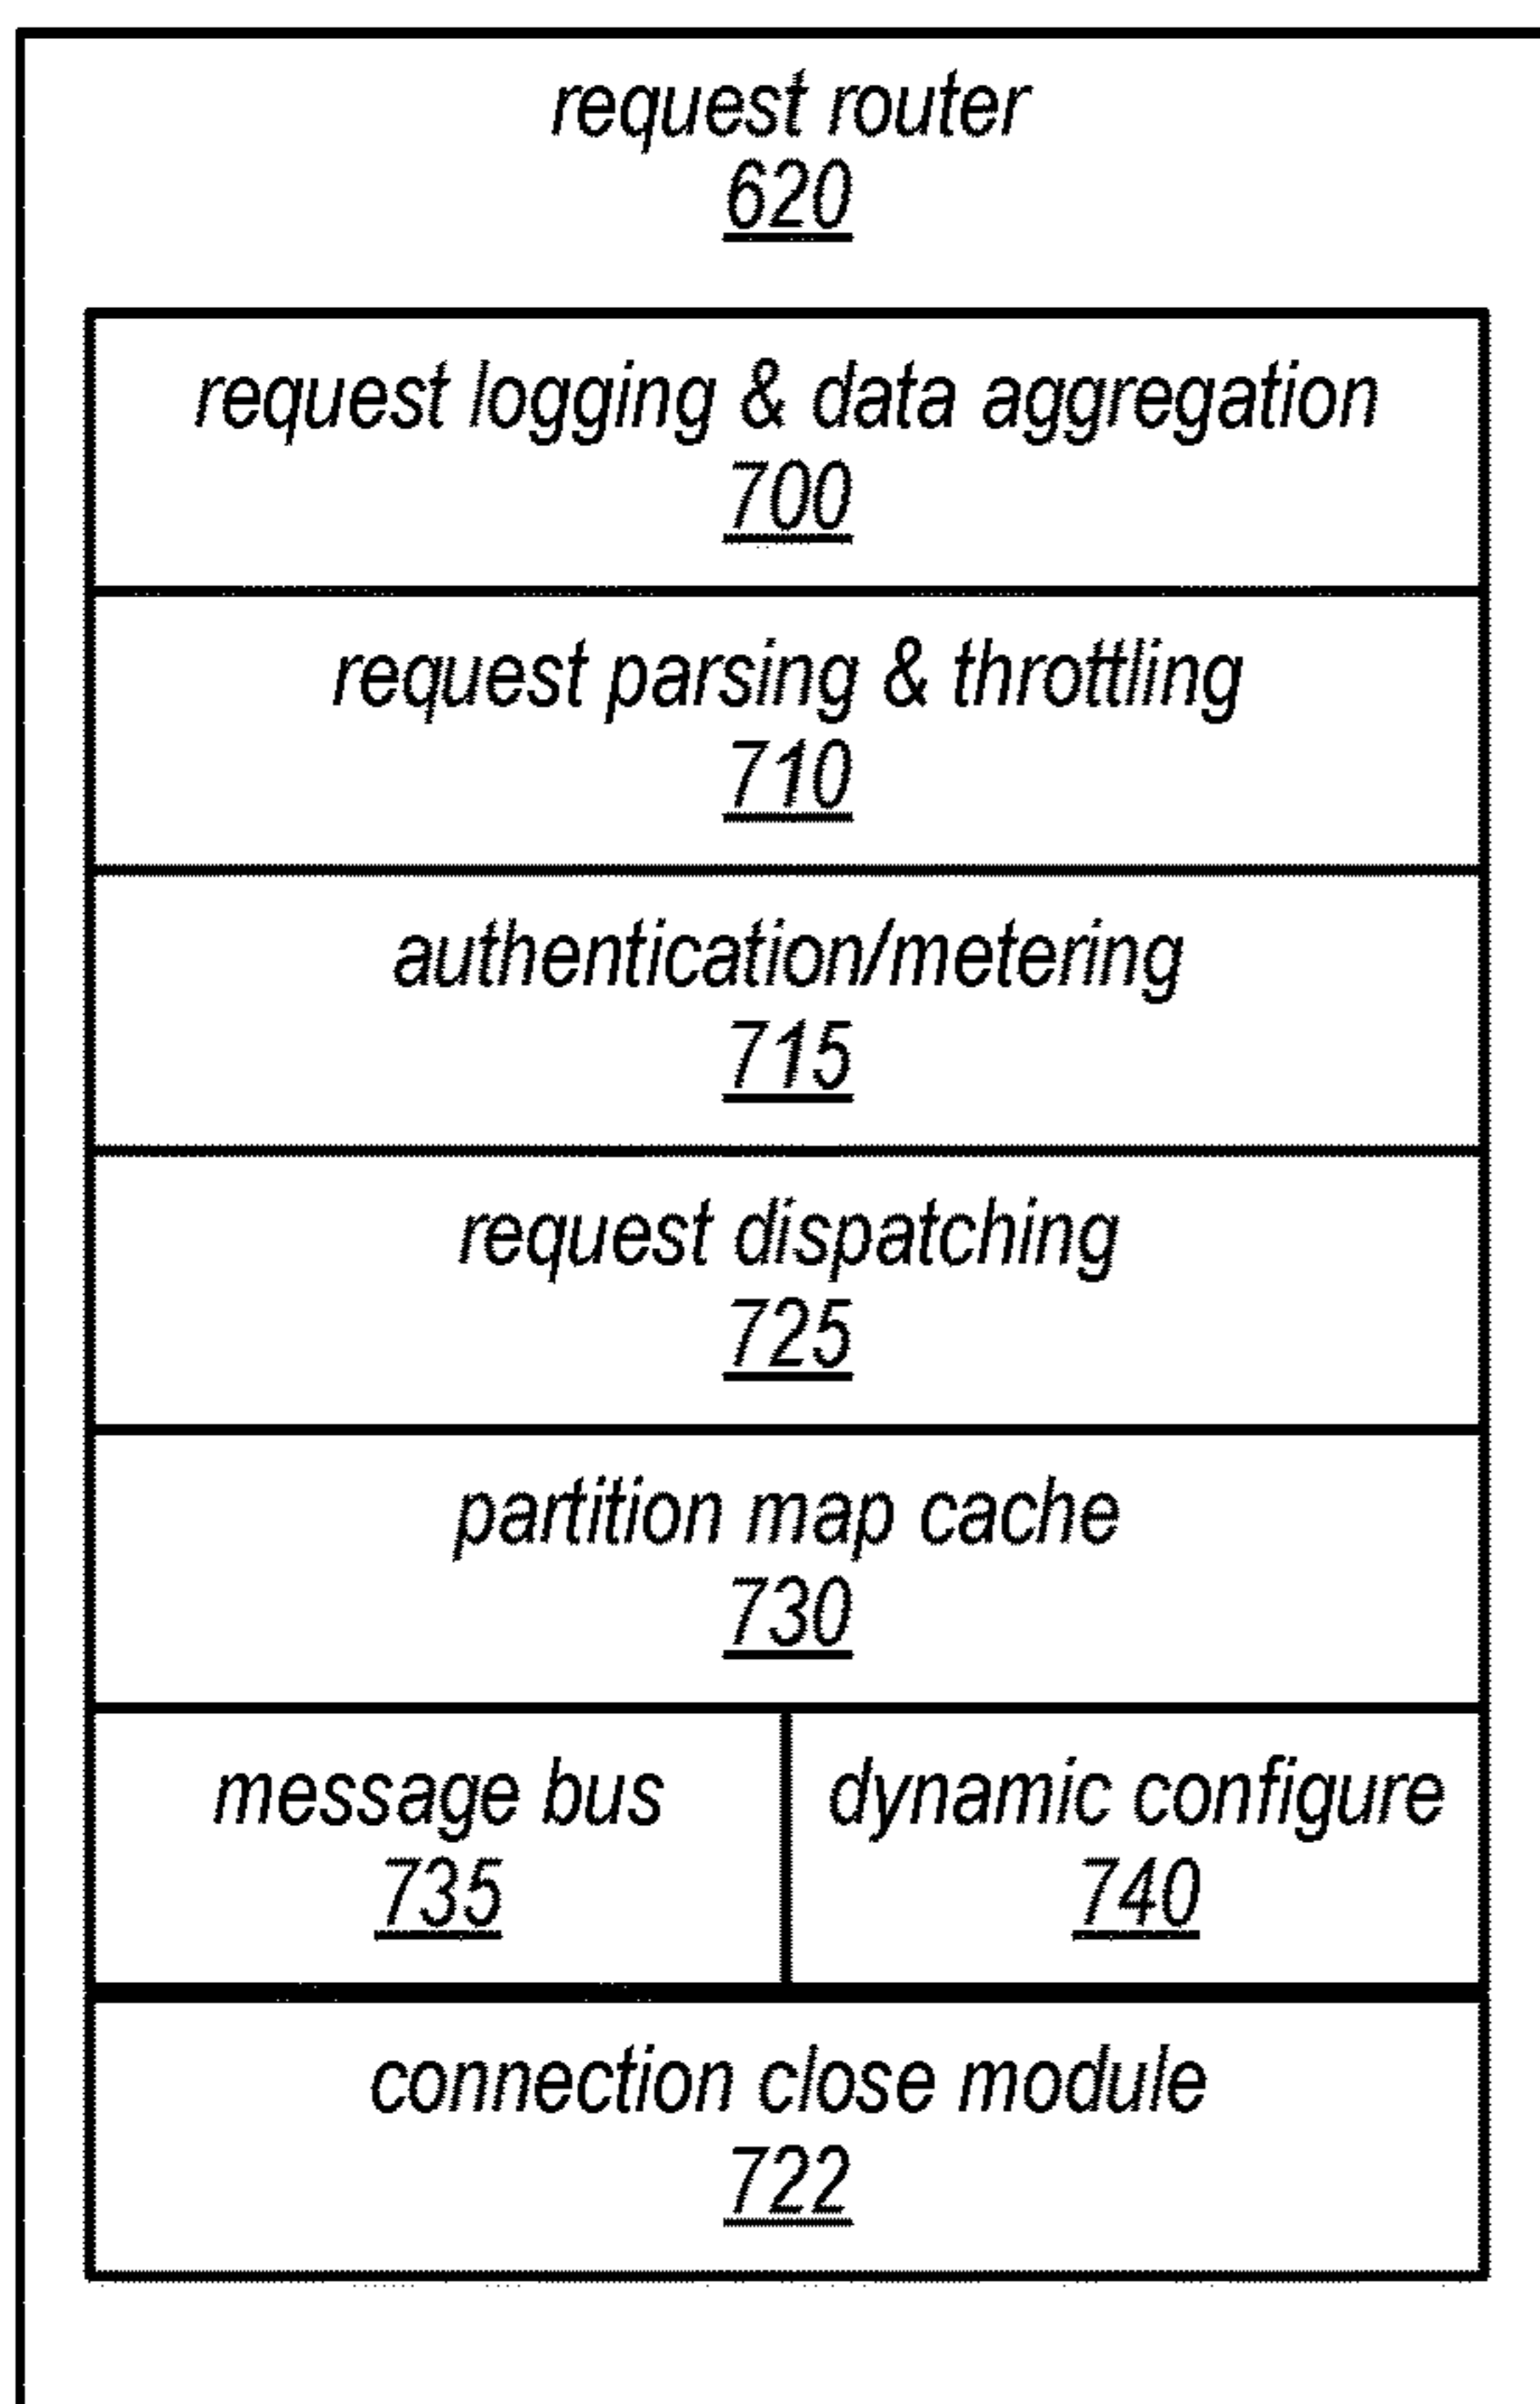 request router
620
request logging & data aggregation
700
request parsing & throttling
710
authentication/metering
715
request dispatching
725
partition map cache
730
message bus
735
dynamic configure
740
connection close module
722